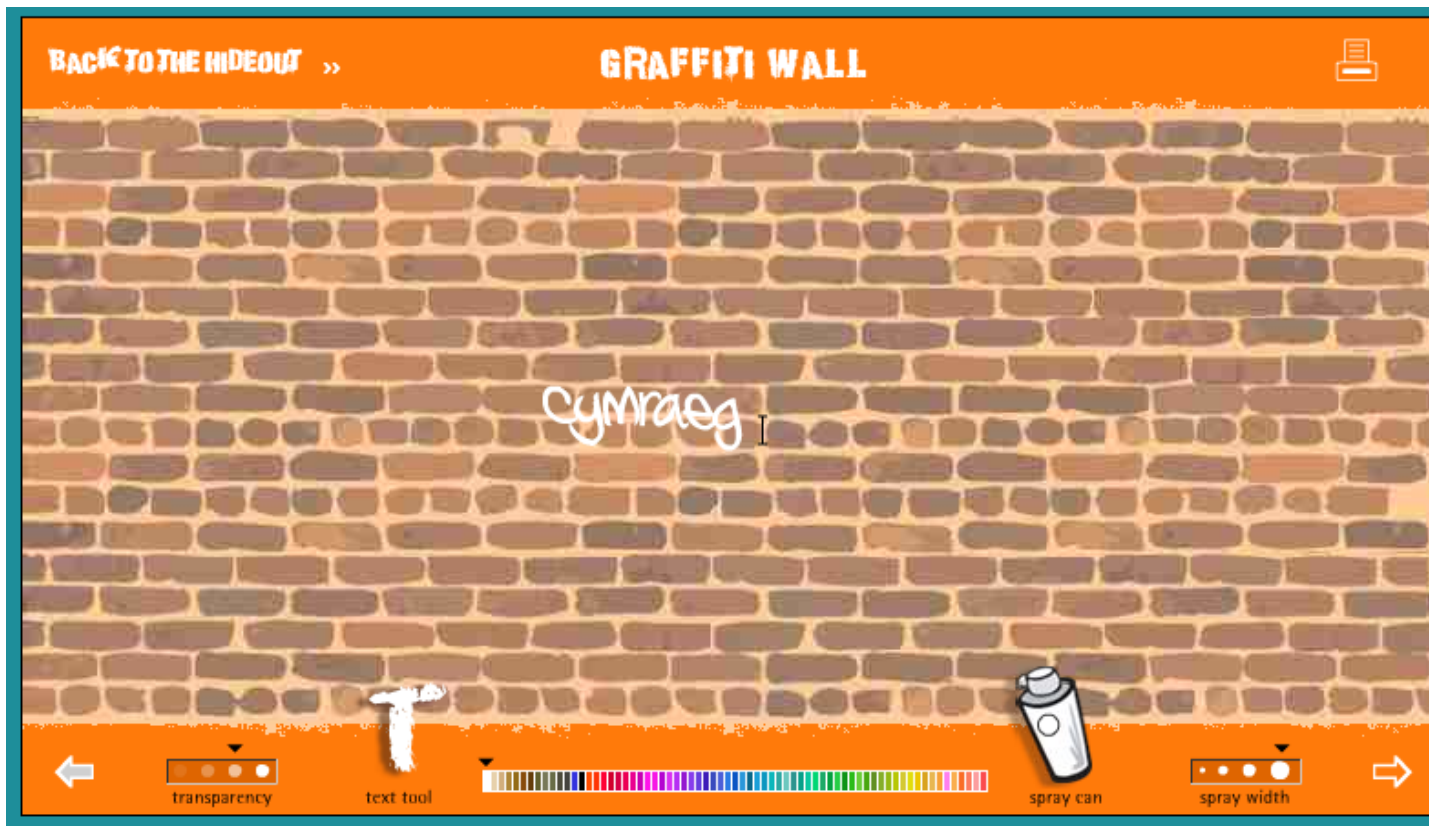 BACK TO THE HIDEOUT »
GRAFFITI WALL
cymraeg
T
transparency
text tool
spray can
spray width